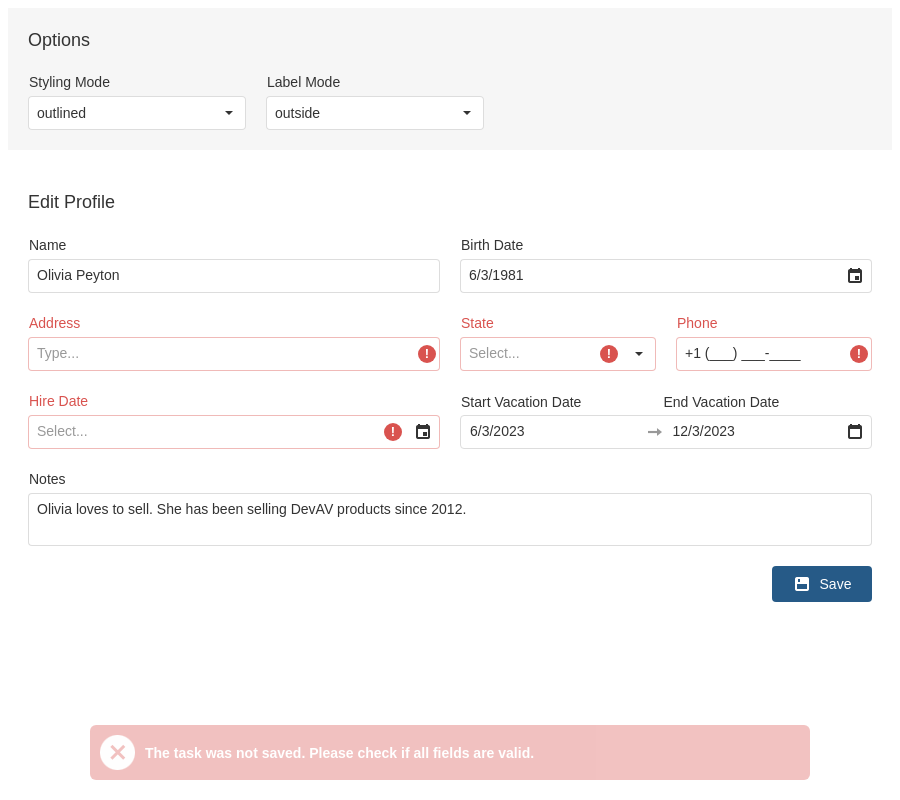 Options
Styling Mode Label Mode
outlined outside
Edit Profile
Name Birth Date
Olivia Peyton 6/3/1981
Address State Phone
Type... Select... +1 (___) ___-____
Hire Date Start Vacation Date End Vacation Date
Select... 6/3/2023 12/3/2023
Notes
Olivia loves to sell. She has been selling DevAV products since 2012.
Save
The task was not saved. Please check if all fields are valid.